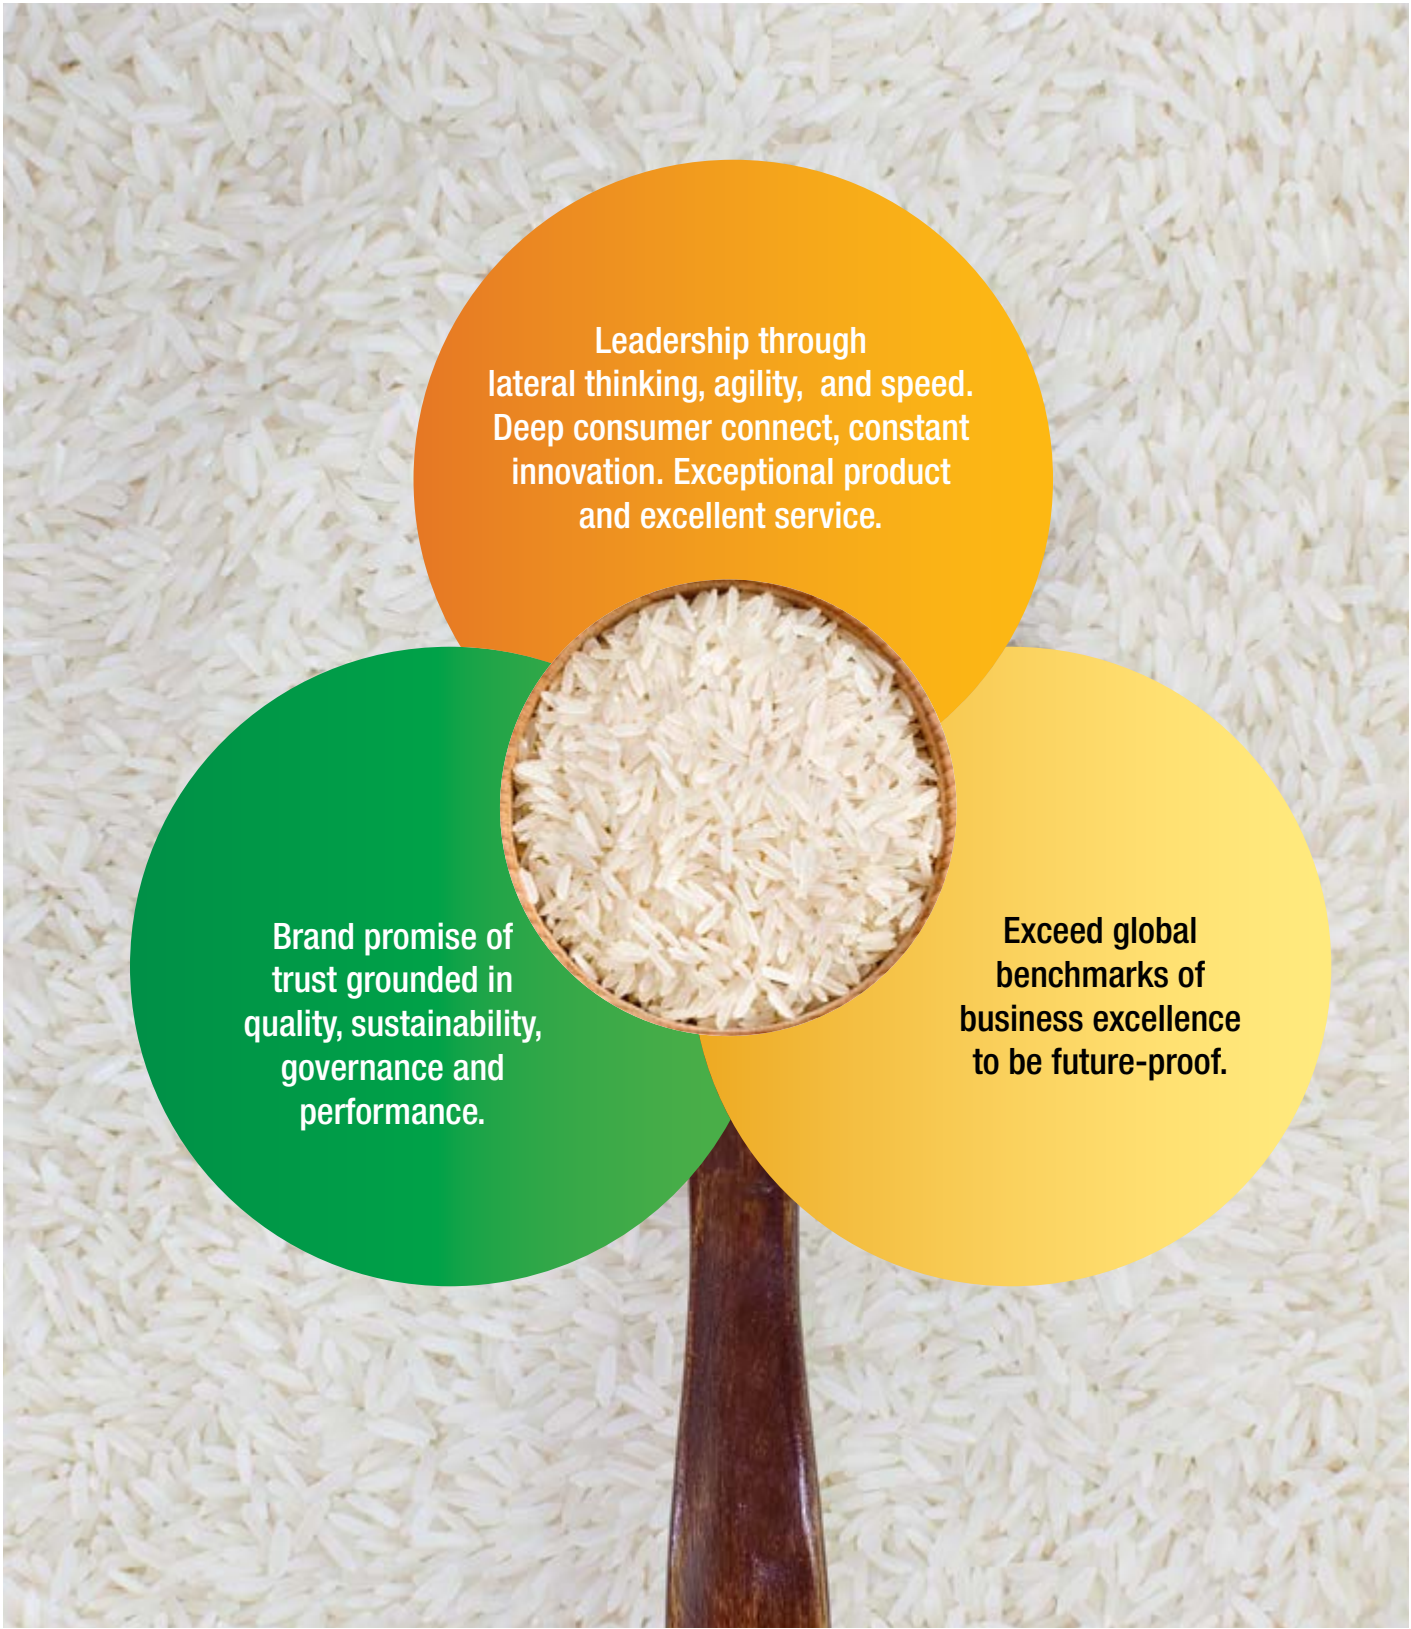 Leadership through
lateral thinking, agility, and speed.
Deep consumer connect, constant
innovation. Exceptional product
and excellent service.
Brand promise of
trust grounded in
quality, sustainability,
governance and
performance.
Exceed global
benchmarks of
business excellence
to be future-proof.